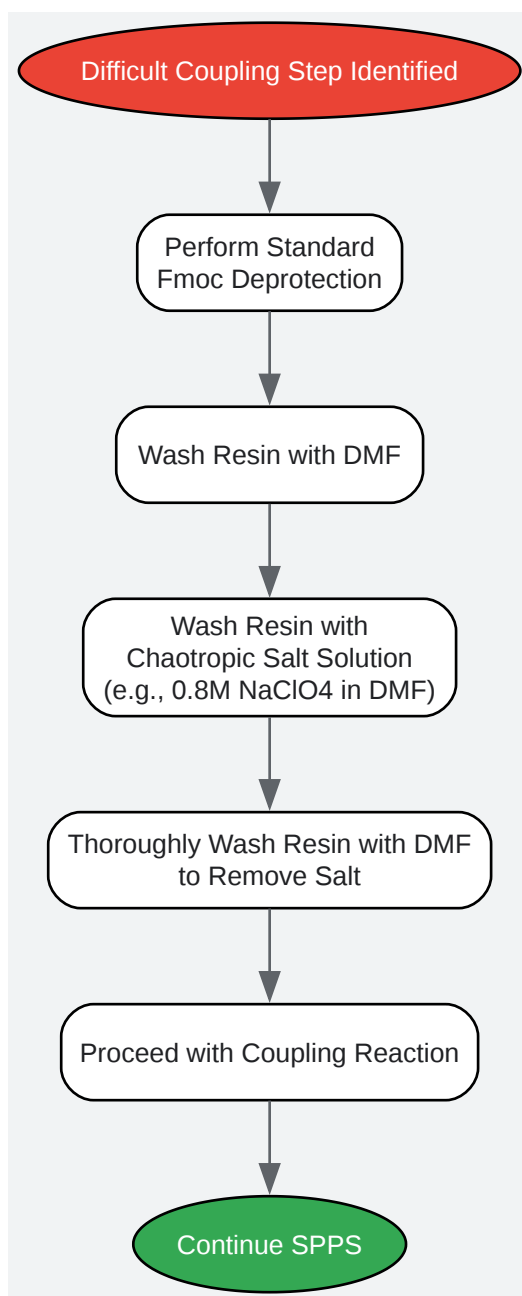 Difficult Coupling Step Identified
Perform Standard
Fmoc Deprotection
Wash Resin with DMF
Wash Resin with
Chaotropic Salt Solution
(e.g., 0.8M NaClO4 in DMF)
Thoroughly Wash Resin with DMF
to Remove Salt
Proceed with Coupling Reaction
Continue SPPS